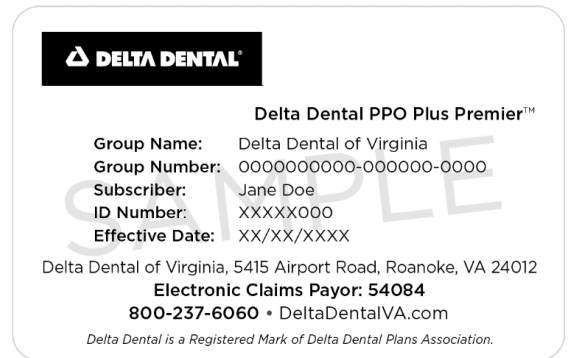 DELTA DENTAL®
Delta Dental PPO Plus Premier™
Group Name: Delta Dental of Virginia
Group Number: 0000000000-000000-0000
Subscriber: Jane Doe
ID Number: XXXXX000
Effective Date: XX/XX/XXXX
SAMPLE
Delta Dental of Virginia, 5415 Airport Road, Roanoke, VA 24012
Electronic Claims Payor: 54084
800-237-6060 • DeltaDentalVA.com
Delta Dental is a Registered Mark of Delta Dental Plans Association.